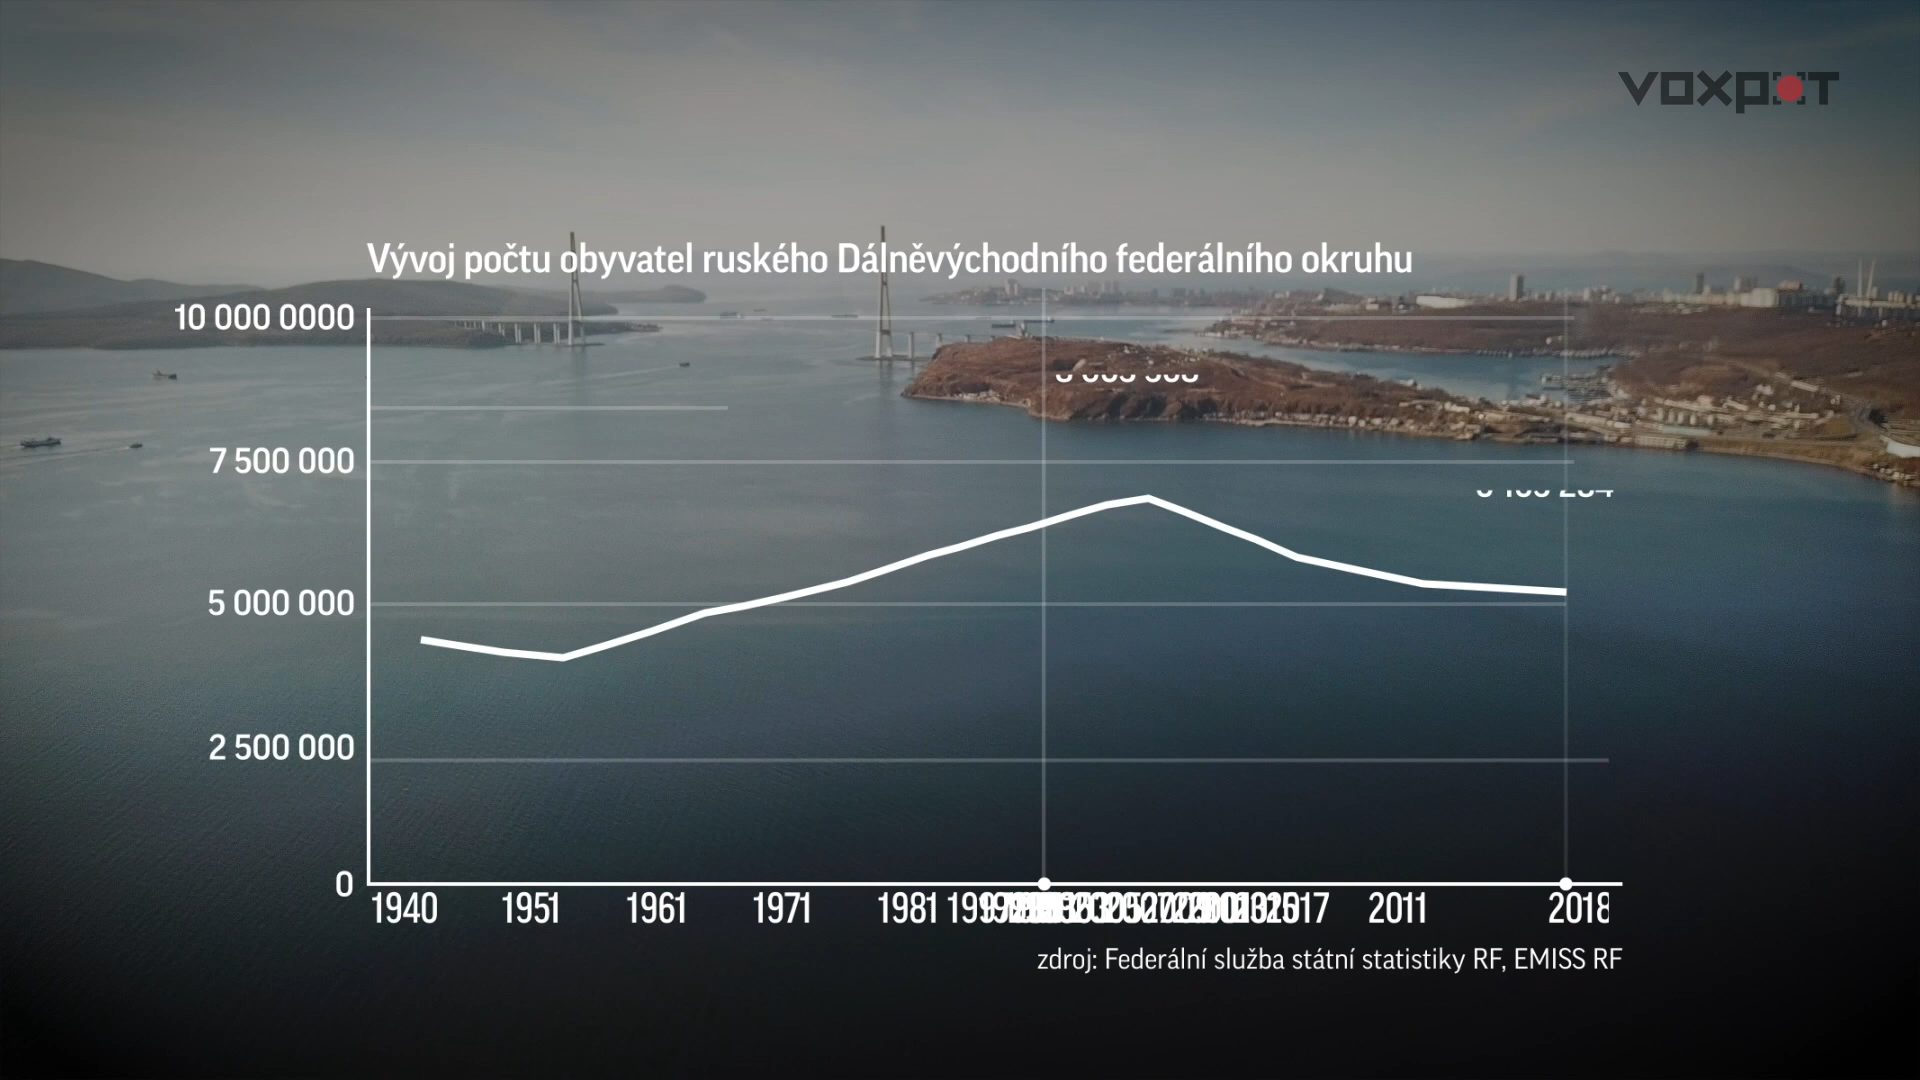 VOXPOT
Vývoj počtu obyvatel ruského Dálněvýchodního federálního okruhu
10 000 0000
7 500 000
5 000 000
2 500 000
0
1940 1951 1961 1971 1981 2011 2018
zdroj: Federální služba státní statistiky RF, EMISS RF